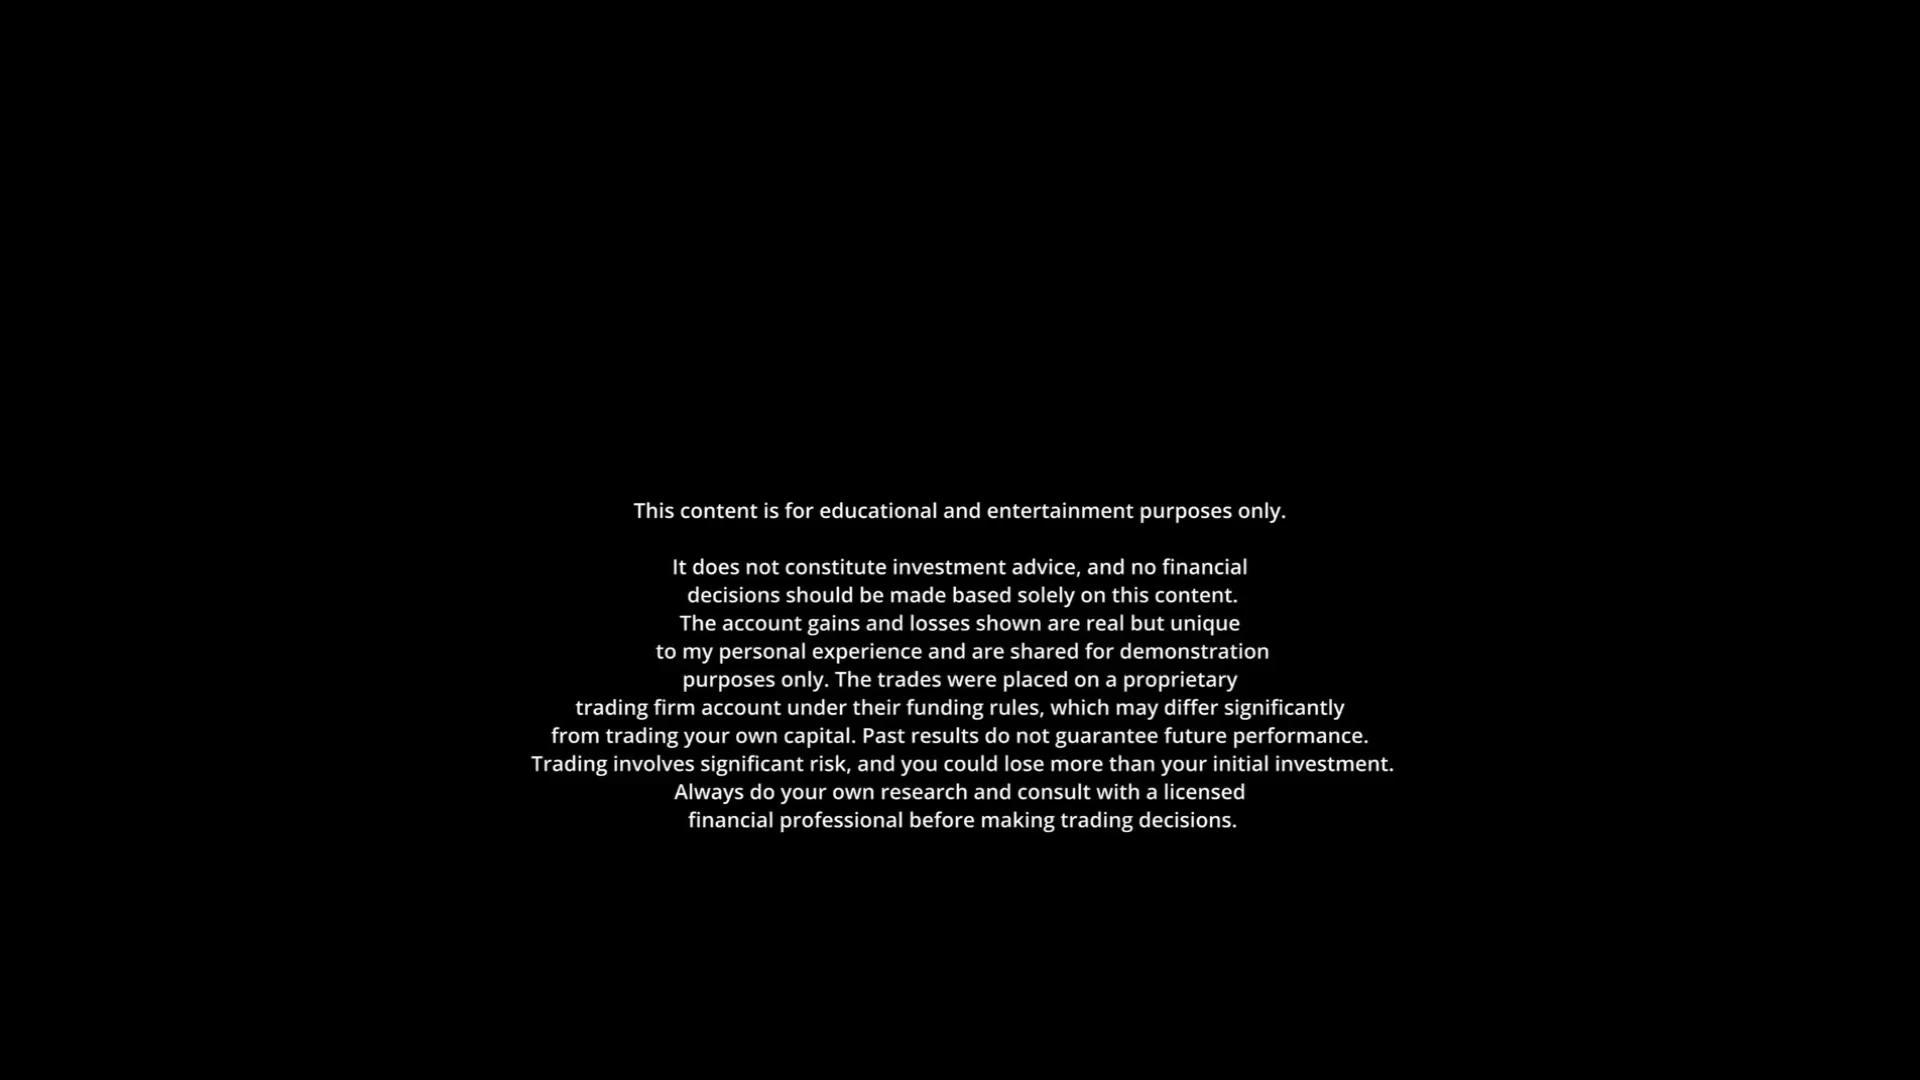 This content is for educational and entertainment purposes only.
It does not constitute investment advice, and no financial
decisions should be made based solely on this content.
The account gains and losses shown are real but unique
to my personal experience and are shared for demonstration
purposes only. The trades were placed on a proprietary
trading firm account under their funding rules, which may differ significantly
from trading your own capital. Past results do not guarantee future performance.
Trading involves significant risk, and you could lose more than your initial investment.
Always do your own research and consult with a licensed
financial professional before making trading decisions.